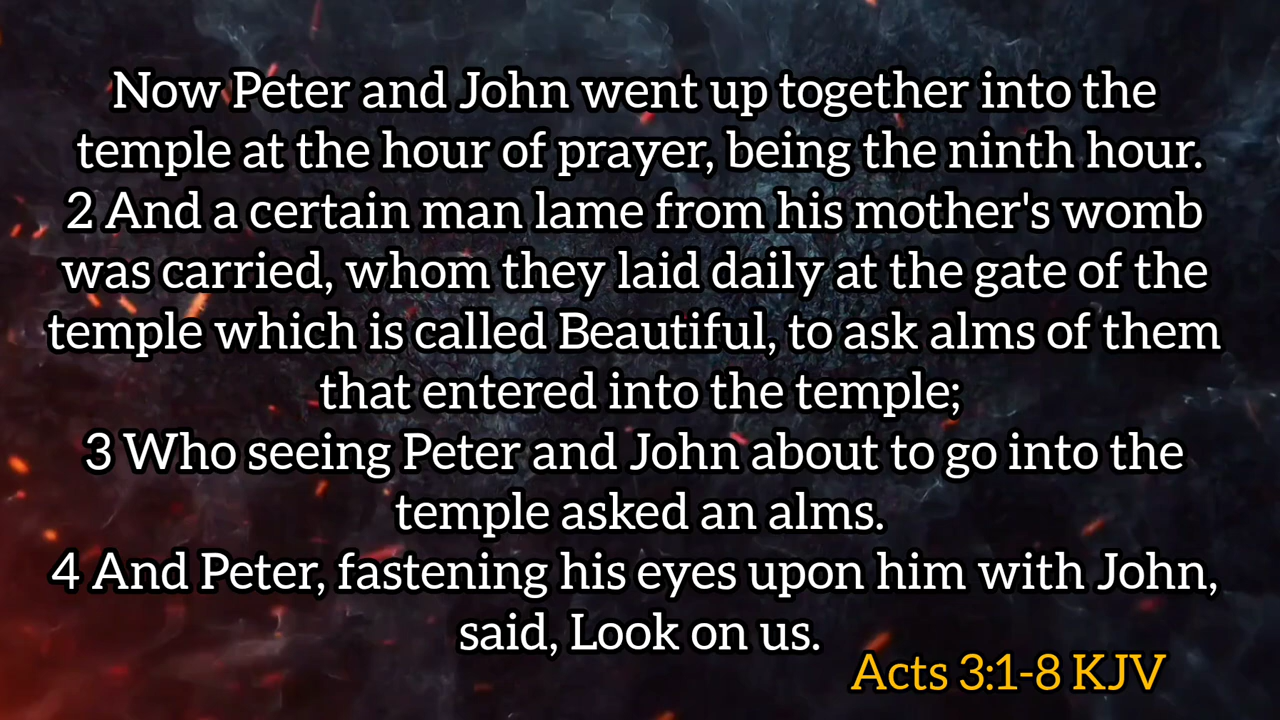 Now Peter and John went up together into the
temple at the hour of prayer, being the ninth hour.
2 And a certain man lame from his mother's womb
was carried, whom they laid daily at the gate of the
temple which is called Beautiful, to ask alms of them
that entered into the temple;
3 Who seeing Peter and John about to go into the
temple asked an alms.
4 And Peter, fastening his eyes upon him with John,
said, Look on us.
Acts 3:1-8 KJV